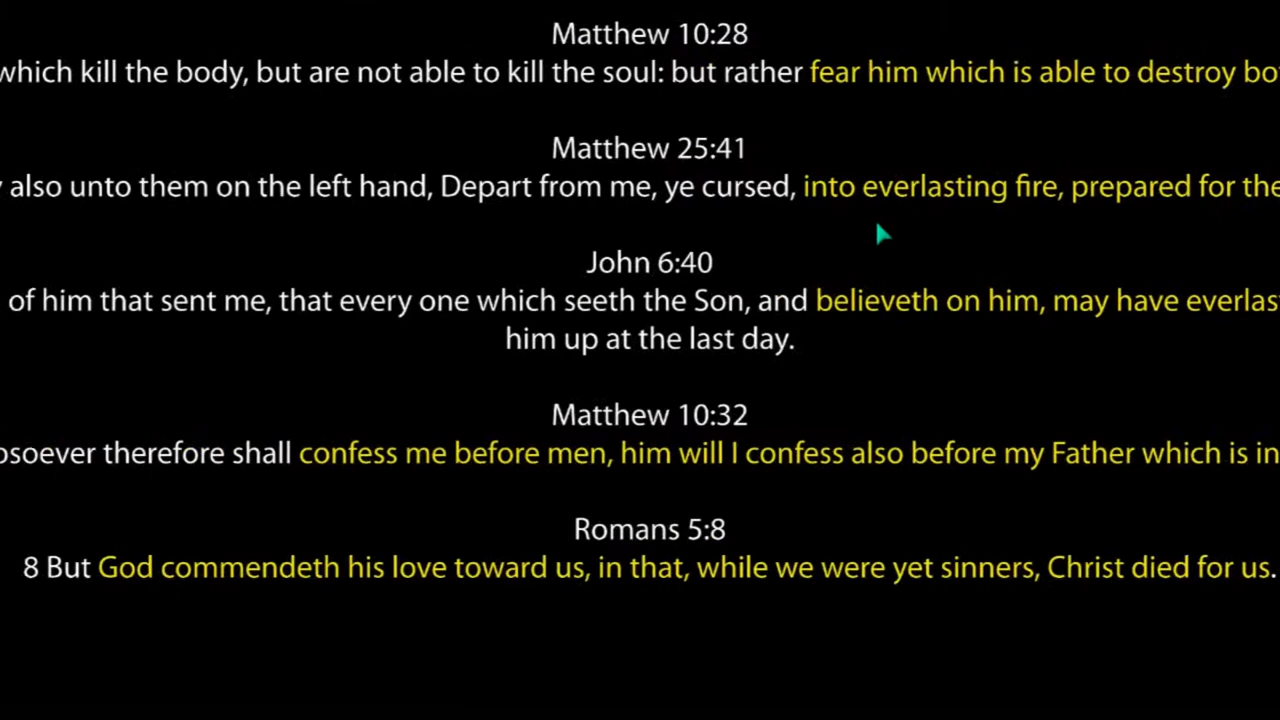 Matthew 10:28
which kill the body, but are not able to kill the soul: but rather fear him which is able to destroy
Matthew 25:41
also unto them on the left hand, Depart from me, ye cursed, into everlasting fire, prepared for
John 6:40
of him that sent me, that every one which seeth the Son, and believeth on him, may have
him up at the last day.
Matthew 10:32
therefore shall confess me before men, him will I confess also before my Father which is in
Romans 5:8
8 But God commendeth his love toward us, in that, while we were yet sinners, Christ died for us.